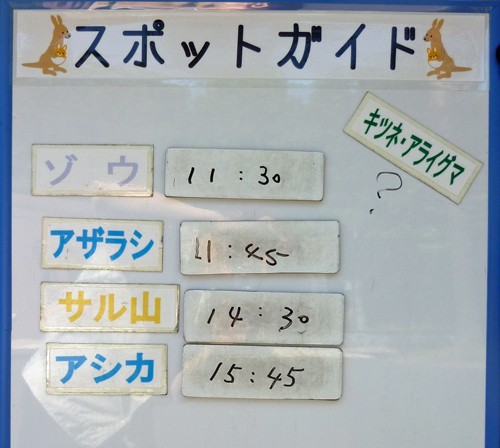 スポットガイド
キツネ・アライグマ
?
ゾウ 11:30
アザラシ 11:45
サル山 14:30
アシカ 15:45